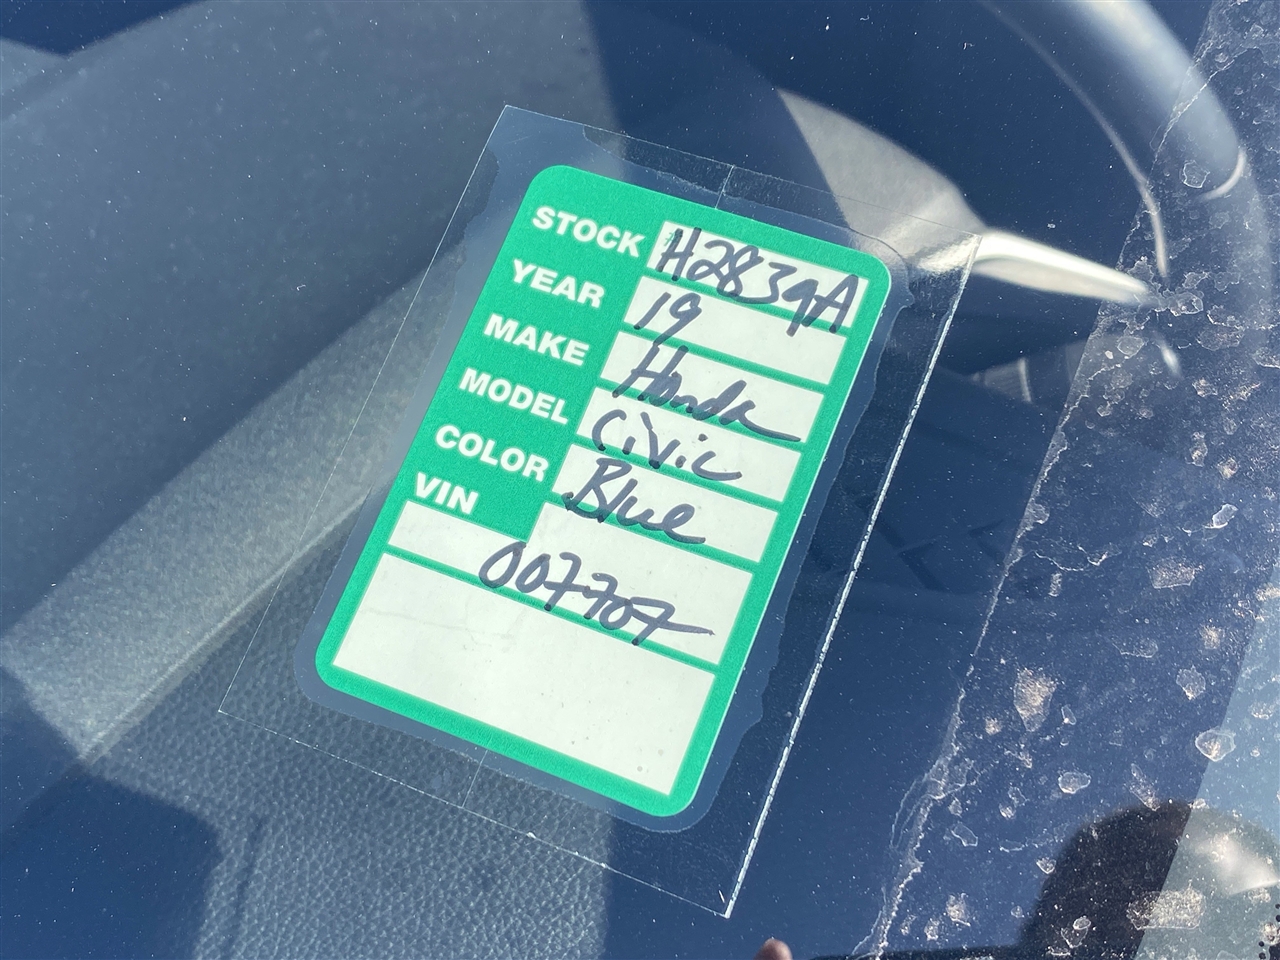 STOCK #H2839A
YEAR 19
MAKE Honda
MODEL Civic
COLOR Blue
VIN
007707